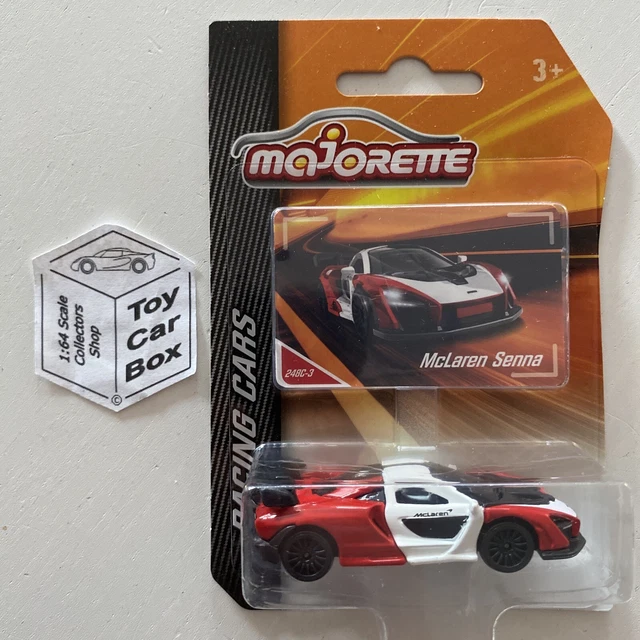 3+
majorette
McLaren Senna
248C-3
RACING CARS
McLaren
1:64 Scale
Collectors
Shop
Toy
Car
Box
©